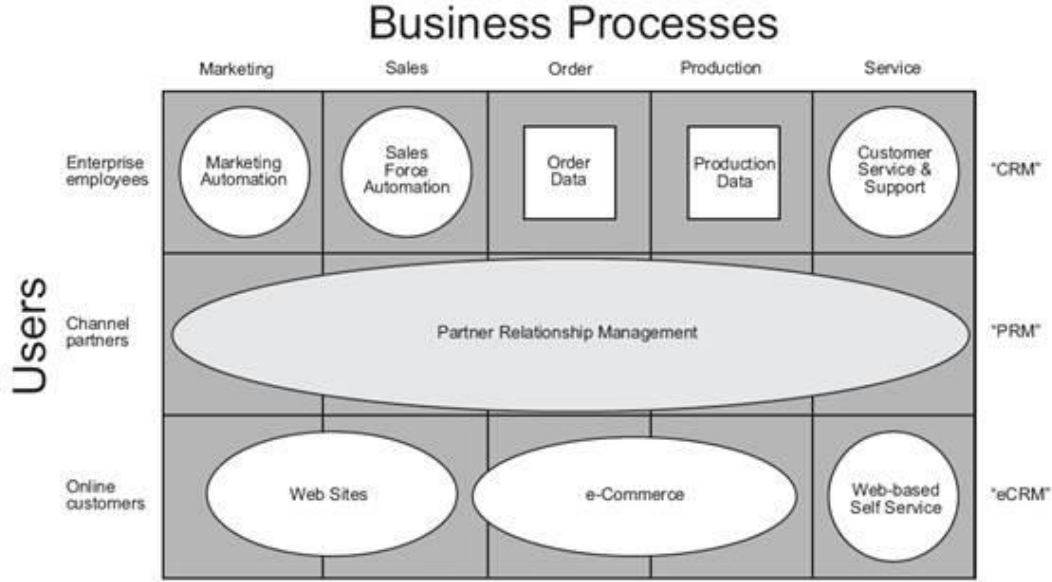 Business Processes
Marketing
Sales
Order
Production
Service
Enterprise
employees
Marketing
Automation
Sales
Force
Automation
Order
Data
Production
Data
Customer
Service &
Support
"CRM"
Users
Channel
partners
Partner Relationship Management
"PRM"
Online
customers
Web Sites
e-Commerce
Web-based
Self Service
"eCRM"